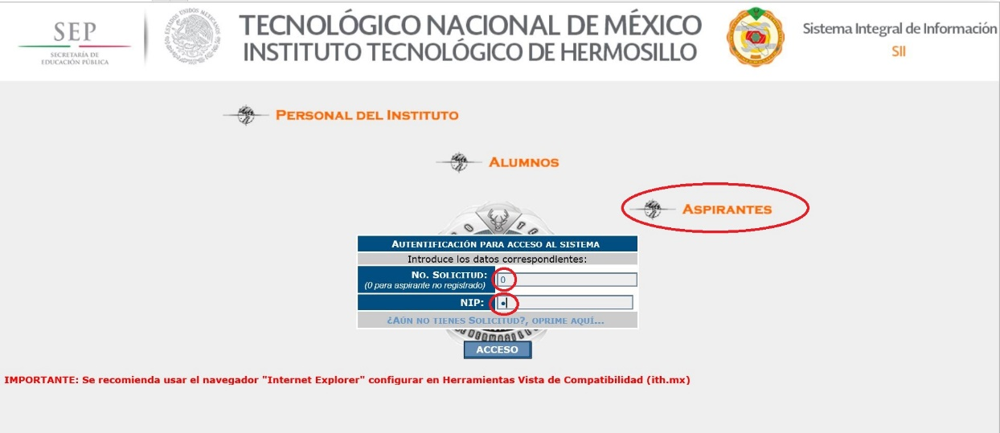 SEP
SECRETARÍA DE
EDUCACIÓN PÚBLICA
ESTADOS UNIDOS MEXICANOS
TECNOLÓGICO NACIONAL DE MÉXICO
INSTITUTO TECNOLÓGICO DE HERMOSILLO
Sistema Integral de Información
SII
PERSONAL DEL INSTITUTO
ALUMNOS
ASPIRANTES
AUTENTIFICACIÓN PARA ACCESO AL SISTEMA
Introduce los datos correspondientes:
NO. SOLICITUD: 0
(0 para aspirante no registrado)
NIP: •
¿AÚN NO TIENES SOLICITUD?, OPRIME AQUÍ...
ACCESO
IMPORTANTE: Se recomienda usar el navegador "Internet Explorer" configurar en Herramientas Vista de Compatibilidad (ith.mx)